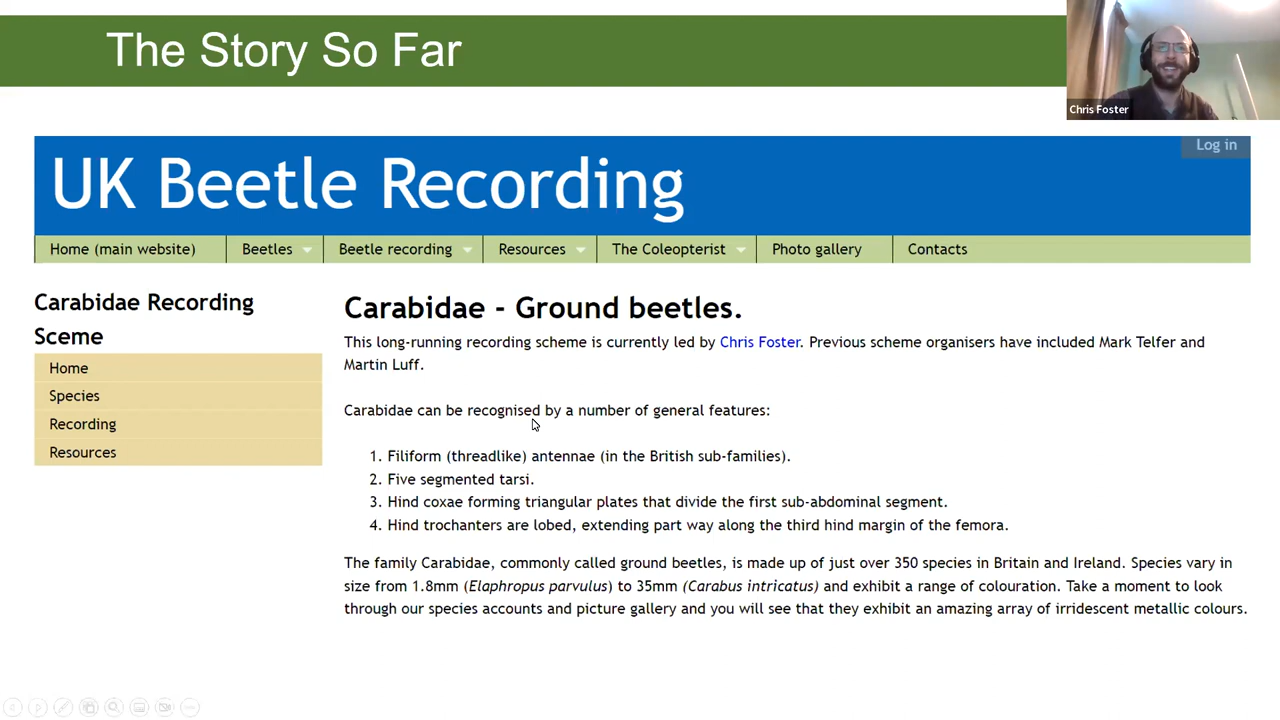 The Story So Far
Chris Foster
Log in
UK Beetle Recording
Home (main website) Beetles Beetle recording Resources The Coleopterist Photo gallery Contacts
Carabidae Recording
Sceme
Home
Species
Recording
Resources
Carabidae - Ground beetles.
This long-running recording scheme is currently led by Chris Foster. Previous scheme organisers have included Mark Telfer and
Martin Luff.
Carabidae can be recognised by a number of general features:
1. Filiform (threadlike) antennae (in the British sub-families).
2. Five segmented tarsi.
3. Hind coxae forming triangular plates that divide the first sub-abdominal segment.
4. Hind trochanters are lobed, extending part way along the third hind margin of the femora.
The family Carabidae, commonly called ground beetles, is made up of just over 350 species in Britain and Ireland. Species vary in
size from 1.8mm (Elaphropus parvulus) to 35mm (Carabus intricatus) and exhibit a range of colouration. Take a moment to look
through our species accounts and picture gallery and you will see that they exhibit an amazing array of irridescent metallic colours.